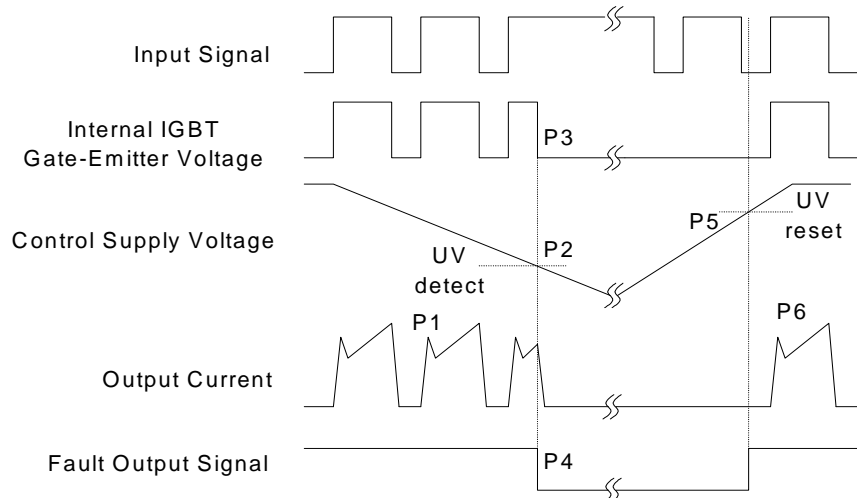 Input Signal
Internal IGBT
Gate-Emitter Voltage
P3
Control Supply Voltage
UV
detect
P2
P5
UV
reset
P1
P6
Output Current
Fault Output Signal
P4